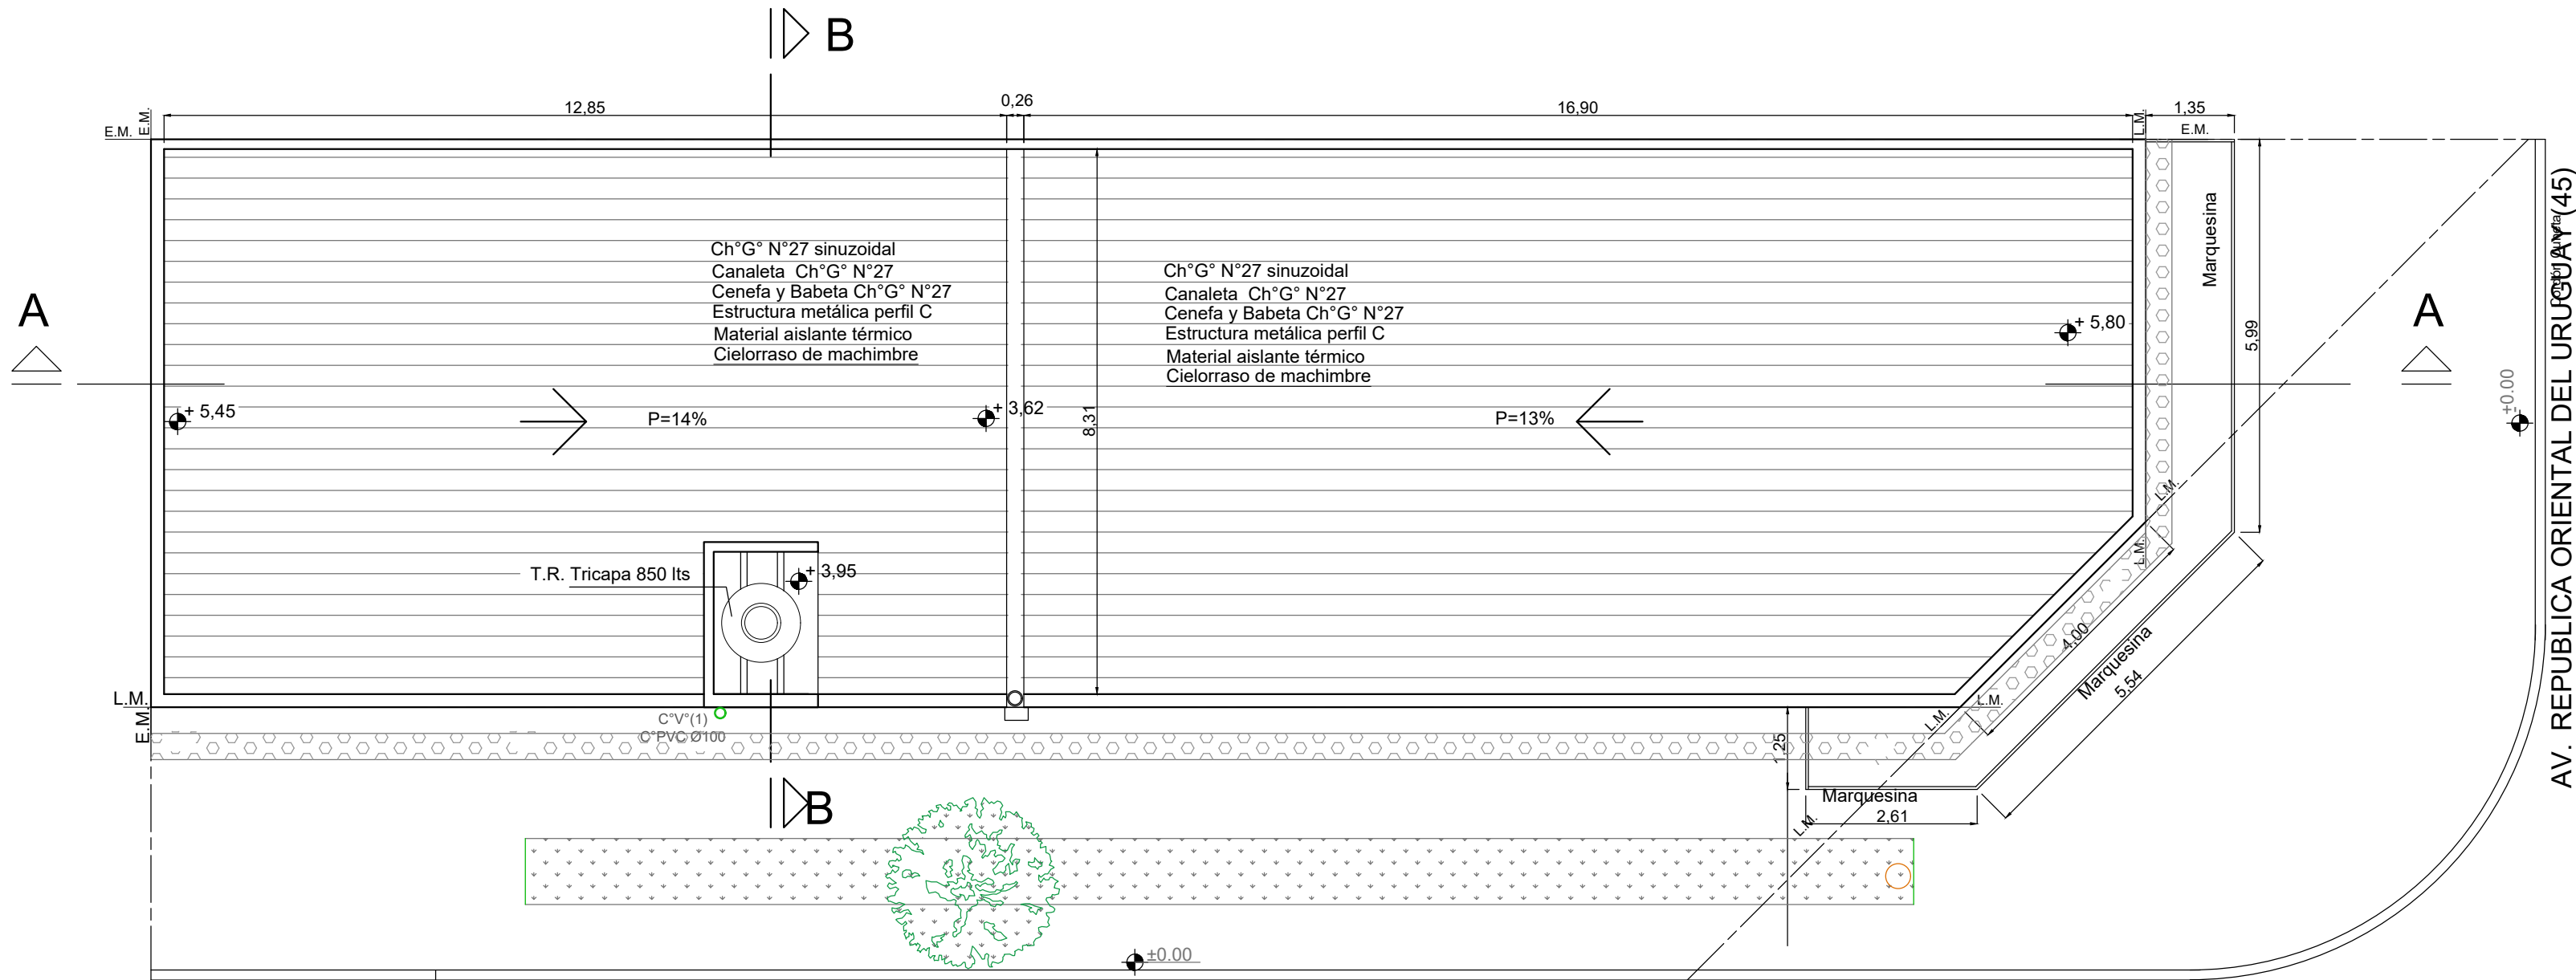 B
12,85
0,26
16,90
1,35
E.M.
E.M.
L.M.
E.M.
Marquesina
AV. REPUBLICA ORIENTAL DEL URUGUAY (45)
Ch°G° N°27 sinuzoidal
Canaleta Ch°G° N°27
Cenefa y Babeta Ch°G° N°27
Estructura metálica perfil C
Material aislante térmico
Cielorraso de machimbre
Ch°G° N°27 sinuzoidal
Canaleta Ch°G° N°27
Cenefa y Babeta Ch°G° N°27
Estructura metálica perfil C
Material aislante térmico
Cielorraso de machimbre
A
+ 5,80
5,99
A
+ 5,45
P=14%
+ 3,62
8,31
P=13%
±0.00
L.M.
L.M.
T.R. Tricapa 850 lts
+ 3,95
4,00
Marquesina
5,54
L.M.
E.M.
C°V°(1)
C°PVC Ø100
L.M.
L.M.
Marquesina
2,61
B
L.M.
±0.00